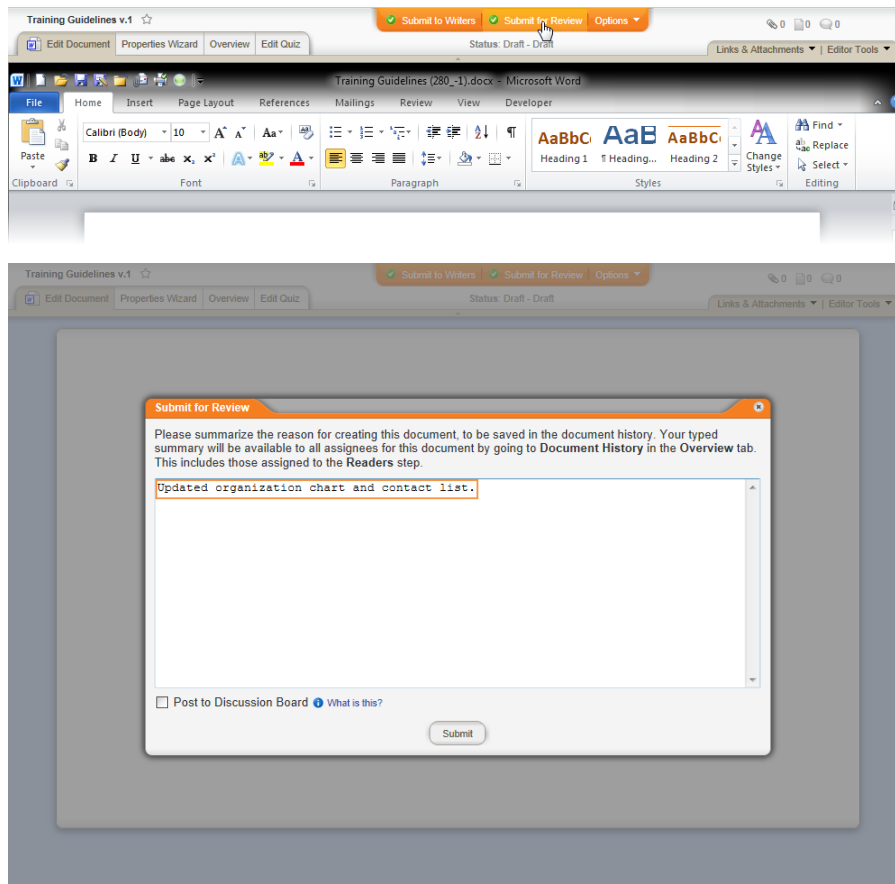 Training Guidelines v.1
Submit to Writers Submit for Review Options
0 0 0
Edit Document Properties Wizard Overview Edit Quiz
Status: Draft - Draft
Links & Attachments | Editor Tools
Training Guidelines (280_-1).docx - Microsoft Word
File Home Insert Page Layout References Mailings Review View Developer
Calibri (Body) 10 A A Aa
AaBbC AaB AaBbC
Find
Replace
Select
Paste
B I U abc X, X² A ab A
Heading 1 ¶ Heading... Heading 2
Change Styles
Clipboard Font Paragraph Styles Editing
Training Guidelines v.1
Submit to Writers Submit for Review Options
0 0 0
Edit Document Properties Wizard Overview Edit Quiz
Status: Draft - Draft
Links & Attachments | Editor Tools
Submit for Review
Please summarize the reason for creating this document, to be saved in the document history. Your typed
summary will be available to all assignees for this document by going to Document History in the Overview tab.
This includes those assigned to the Readers step.
Updated organization chart and contact list.
Post to Discussion Board What is this?
Submit